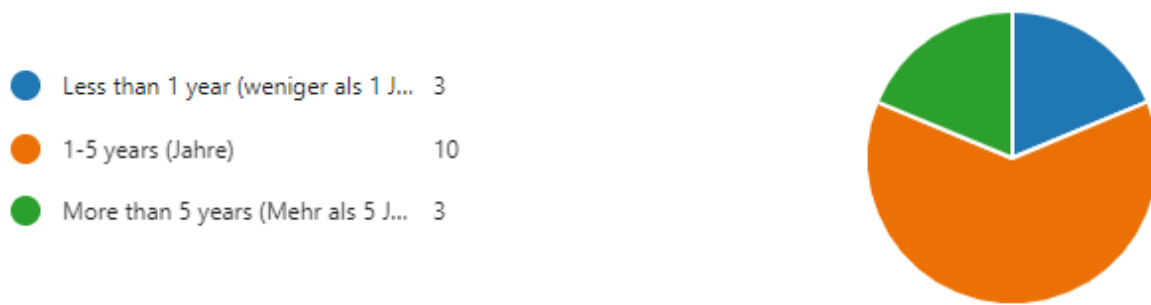 Less than 1 year (weniger als 1 J... 3
1-5 years (Jahre) 10
More than 5 years (Mehr als 5 J... 3